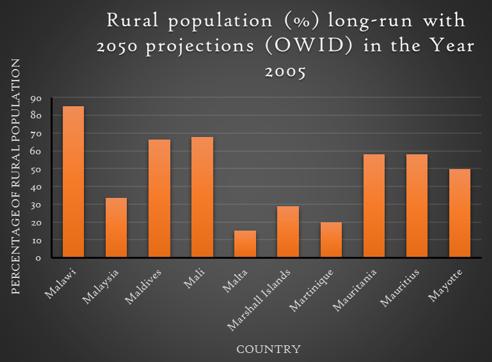 Rural population (%) long-run with
2050 projections (OWID) in the Year
2005
PERCENTAGE OF RURAL POPULATION
90
80
70
60
50
40
30
20
10
0
Malawi
Malaysia
Maldives
Mali
Malta
Marshall Islands
Martinique
Mauritania
Mauritius
Mayotte
COUNTRY